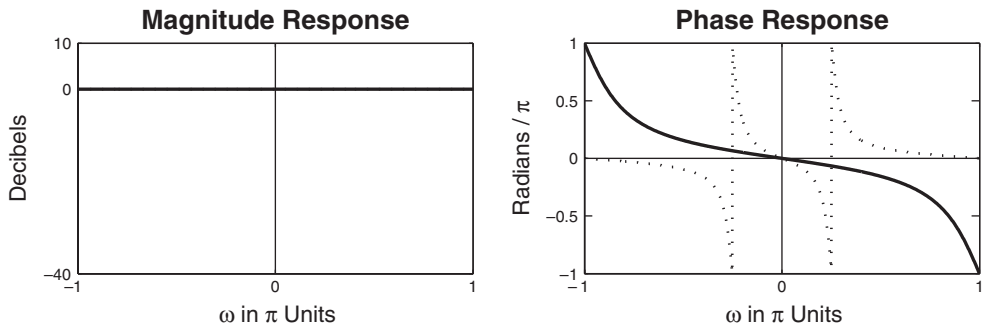 Magnitude Response
10
0
−40
−1
0
1
Decibels
ω in π Units
Phase Response
1
0.5
0
−0.5
−1
−1
0
1
Radians / π
ω in π Units